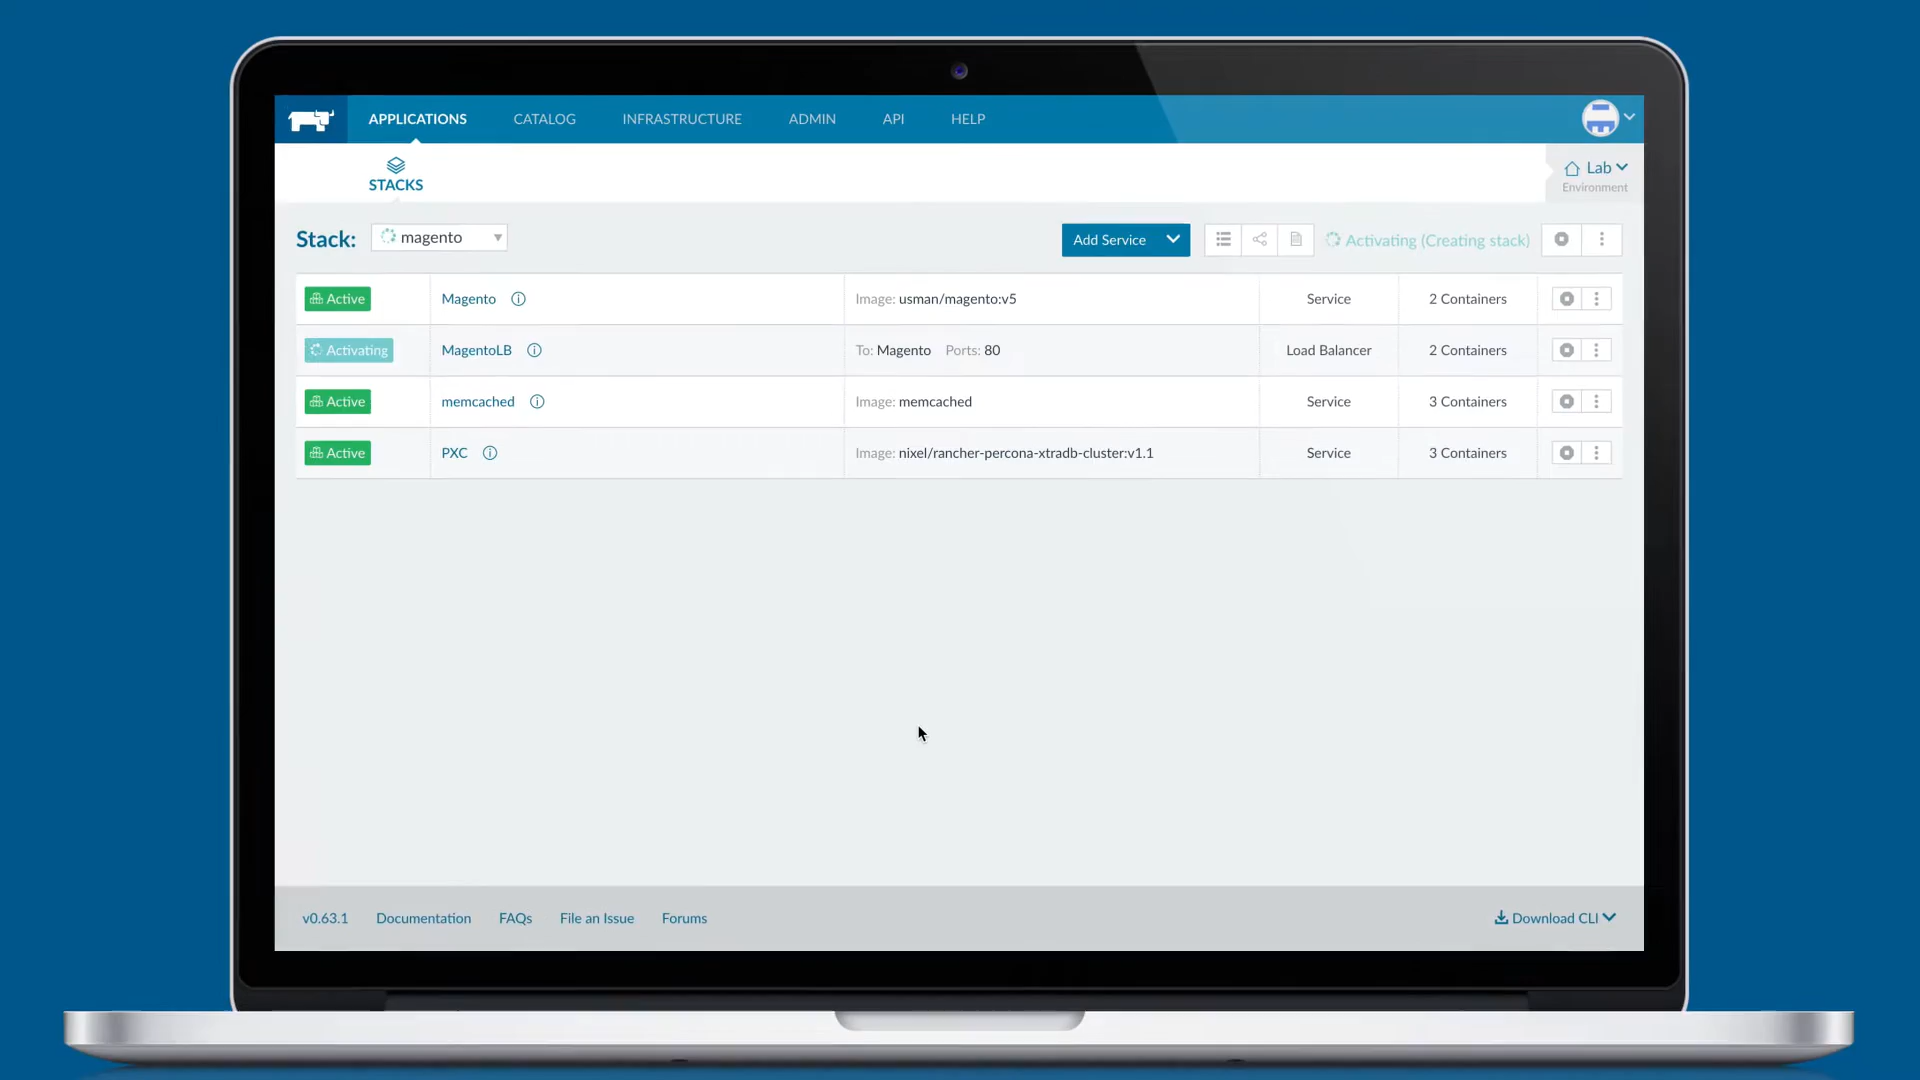 APPLICATIONS CATALOG INFRASTRUCTURE ADMIN API HELP
STACKS
Lab
Environment
Stack: magento Add Service Activating (Creating stack)
Active Magento Image: usman/magento:v5 Service 2 Containers
Activating MagentoLB To: Magento Ports: 80 Load Balancer 2 Containers
Active memcached Image: memcached Service 3 Containers
Active PXC Image: nixel/rancher-percona-xtradb-cluster:v1.1 Service 3 Containers
v0.63.1 Documentation FAQs File an Issue Forums Download CLI